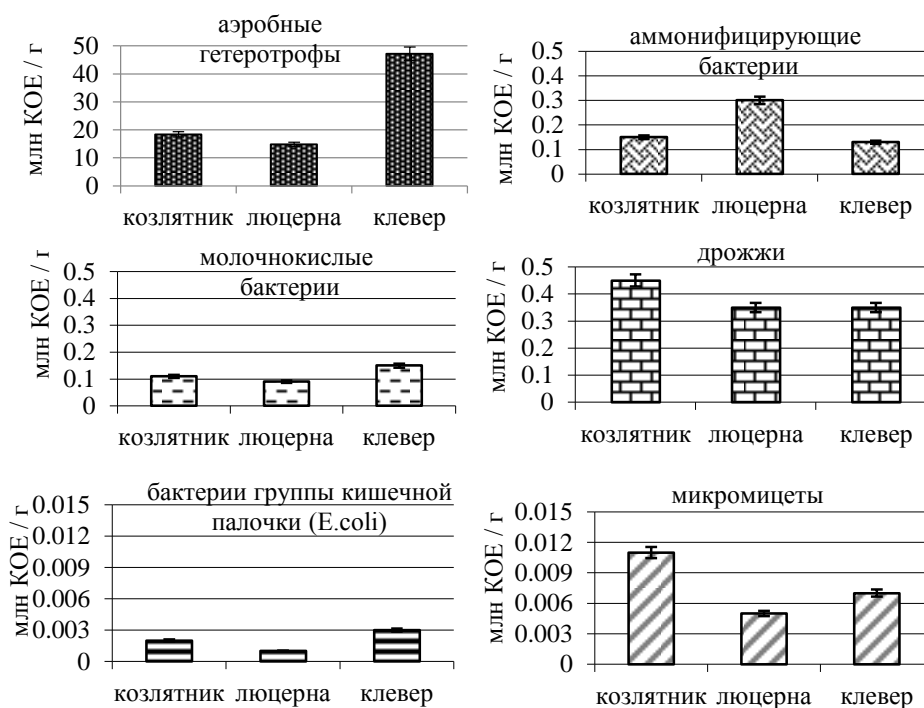 аэробные
гетеротрофы
млн КОЕ / г
50
40
30
20
10
0
козлятник люцерна клевер
аммонифицирующие
бактерии
млн КОЕ / г
0.5
0.4
0.3
0.2
0.1
0
козлятник люцерна клевер
молочнокислые
бактерии
млн КОЕ / г
0.5
0.4
0.3
0.2
0.1
0
козлятник люцерна клевер
дрожжи
млн КОЕ / г
0.5
0.4
0.3
0.2
0.1
0
козлятник люцерна клевер
бактерии группы кишечной
палочки (E.coli)
млн КОЕ / г
0.015
0.012
0.009
0.006
0.003
0
козлятник люцерна клевер
микромицеты
млн КОЕ / г
0.015
0.012
0.009
0.006
0.003
0
козлятник люцерна клевер